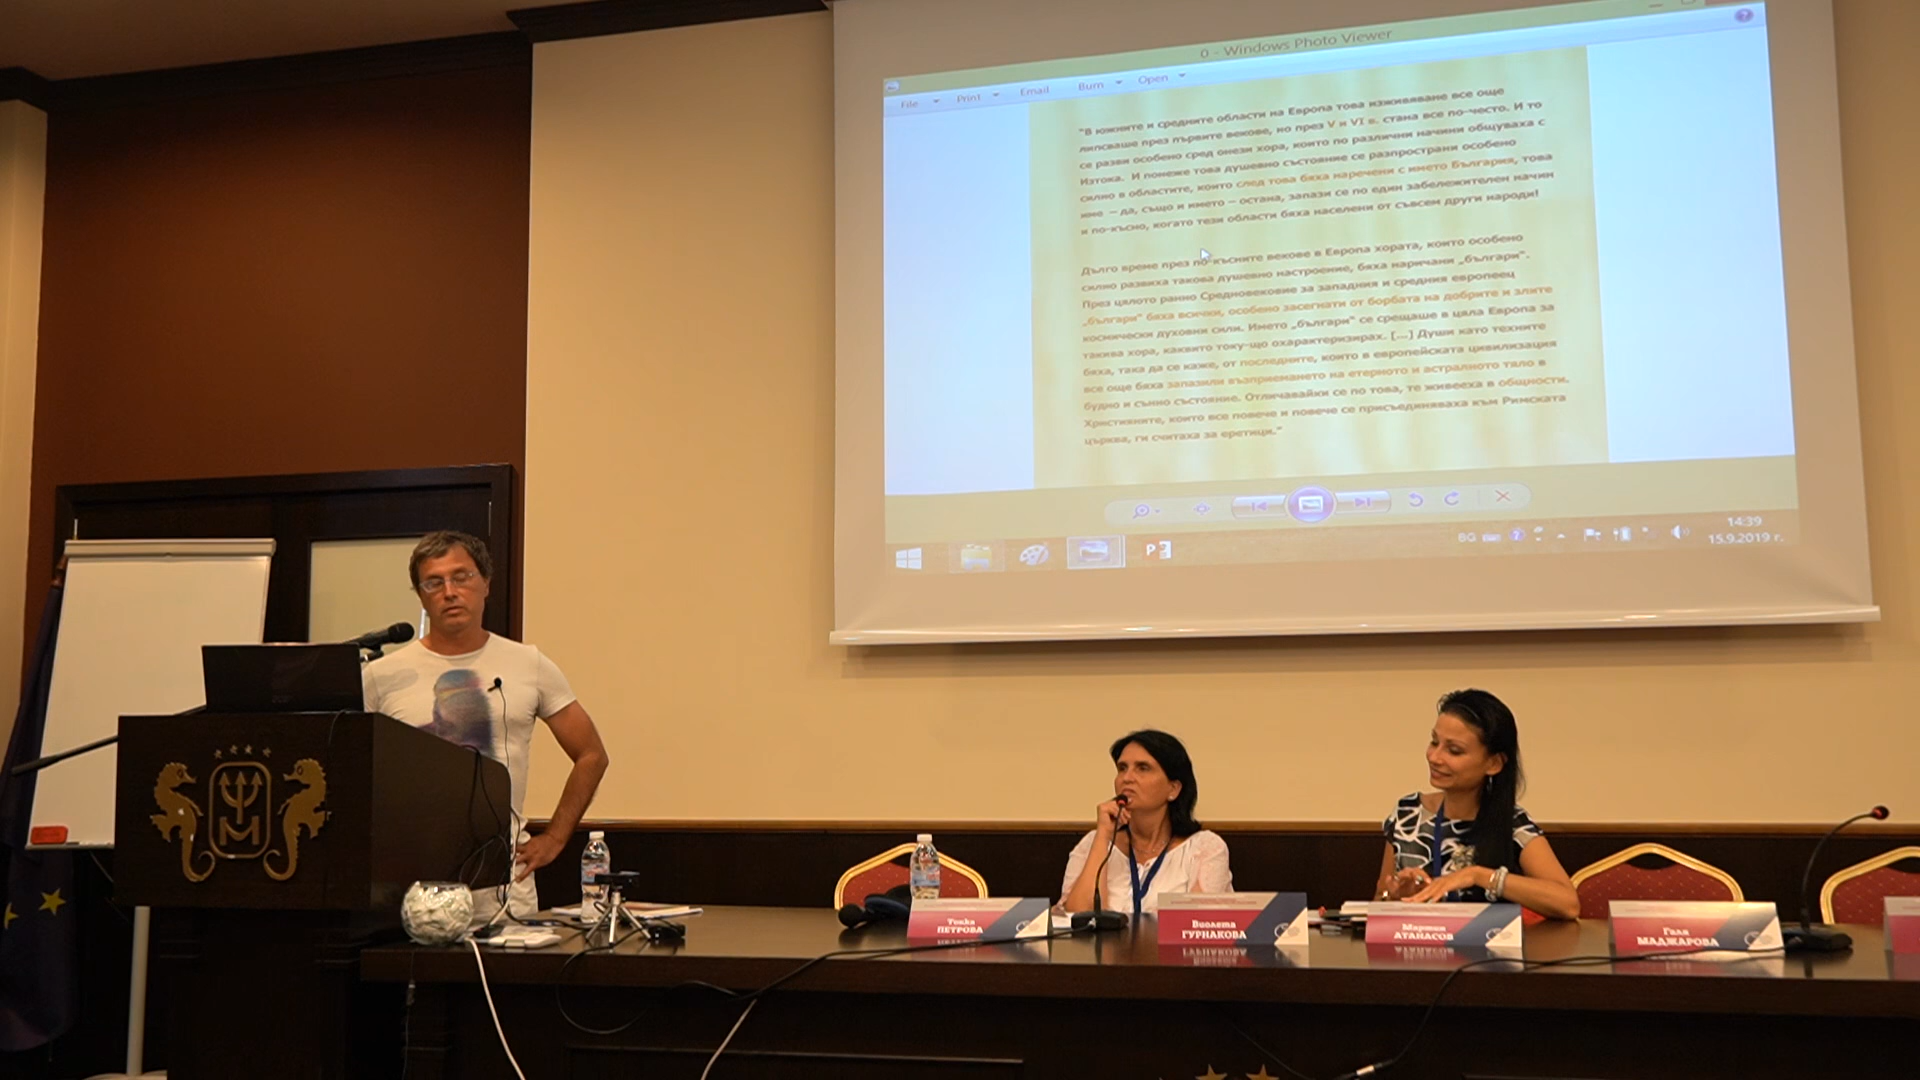 0 - Windows Photo Viewer
File Print Email Burn Open
"В южните и средните области на Европа това изживяване все още
липсваше през първите векове, но през V и VI в. стана все по-често. И то
се разви особено сред онези хора, които по различни начини общуваха с
Изтока. И понеже това душевно състояние се разпространи особено
силно в областите, които след това бяха наречени с името България, това
име – да, също и името – остана, запази се по един забележителен начин
и по-късно, когато тези области бяха населени от съвсем други народи!
Дълго време през по-късните векове в Европа хората, които особено
силно развиха такова душевно настроение, бяха наричани „българи".
През цялото ранно Средновековие за западния и средния европеец
„българи" бяха всички, особено засегнати от борбата на добрите и злите
космически духовни сили. Името „българи" се срещаше в цяла Европа за
такива хора, каквито току-що охарактеризирах. [...] Души като техните
бяха, така да се каже, от последните, които в европейската цивилизация
все още бяха запазили възприемането на етерното и астралното тяло в
будно и сънно състояние. Отличавайки се по това, те живееха в общности.
Християните, които все повече и повече се присъединяваха към Римската
църква, ги считаха за еретици."
BG
14:39
15.9.2019 г.
M
Тонка
ПЕТРОВА
Виолета
ГУРНАКОВА
Мартин
АТАНАСОВ
Галя
МАДЖАРОВА